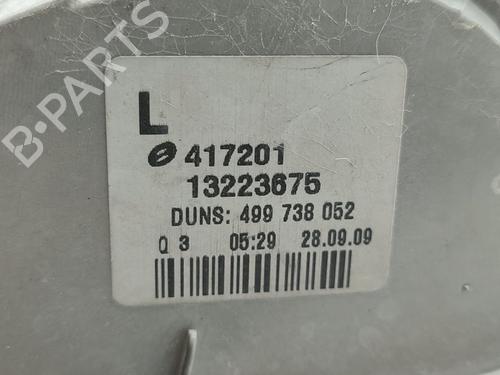 B-PARTS
L
417201
13223675
DUNS: 499 738 052
Q 3 05:29 28.09.09